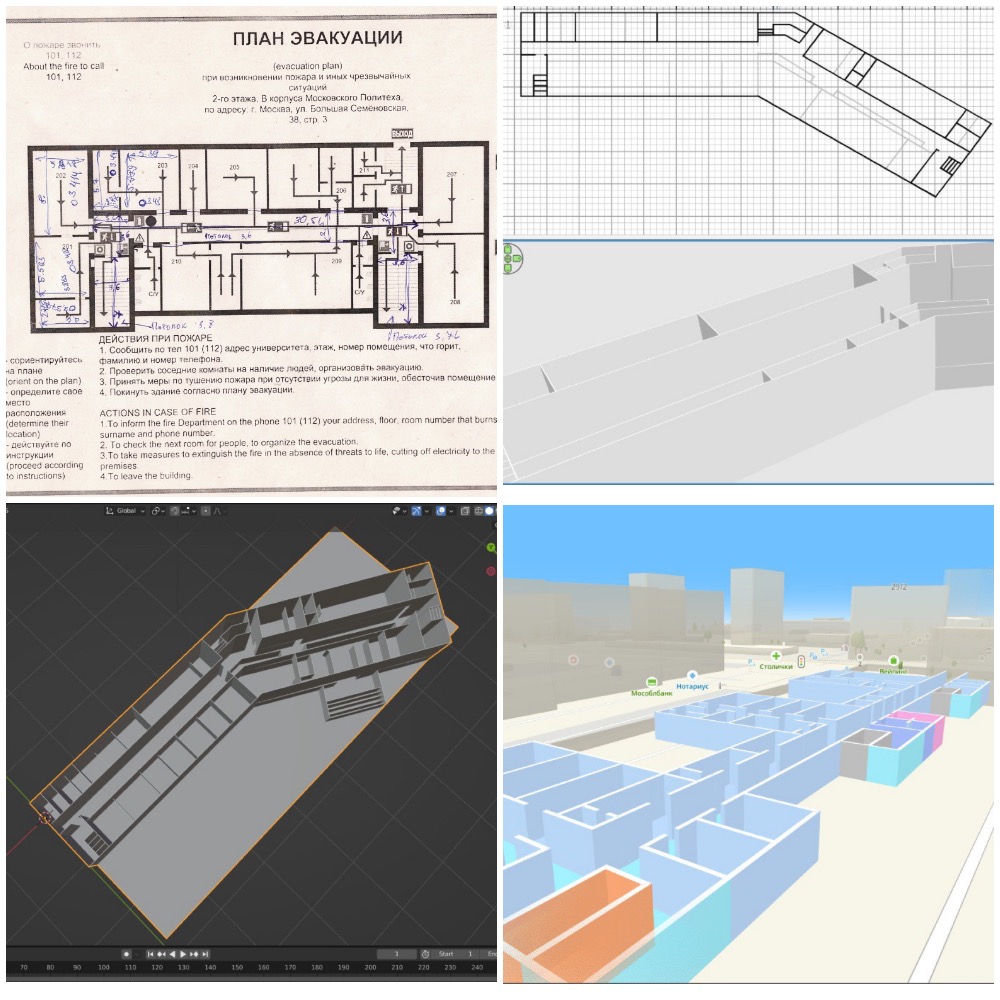 О пожаре звонить
101, 112
About the fire to call
101, 112
ПЛАН ЭВАКУАЦИИ
(evacuation plan)
при возникновении пожара и иных чрезвычайных
ситуаций
2-го этажа, В корпуса Московского Политеха,
по адресу: г. Москва, ул. Большая Семёновская,
38, стр. 3
ВЫХОД
202
203
204
205
206
214
207
201
210
209
208
С/У
С/У
30,51
Потолок 3,6
Потолок 3,8
ДЕЙСТВИЯ ПРИ ПОЖАРЕ
1. Сообщить по тел 101 (112) адрес университета, этаж, номер помещения, что горит,
фамилию и номер телефона.
2. Проверить соседние комнаты на наличие людей, организовать эвакуацию.
3. Принять меры по тушению пожара при отсутствии угрозы для жизни, обесточив помещение
4. Покинуть здание согласно плану эвакуации.
ACTIONS IN CASE OF FIRE
1.To inform the fire Department on the phone 101 (112) your address, floor, room number that burns
surname and phone number.
2. To check the next room for people, to organize the evacuation.
3.To take measures to extinguish the fire in the absence of threats to life, cutting off electricity to the
premises
4.To leave the building.
- сориентируйтесь
на плане
(orient on the plan)
- определите свое
место
расположения
(determine their
location)
- действуйте по
инструкции
(proceed according
to instructions)
Global
1
Start 1 En
70 80 90 100 110 120 130 140 150 160 170 180 190 200 210 220 230 240
2912
Столички
Мособлбанк
Нотариус
Вейпинг